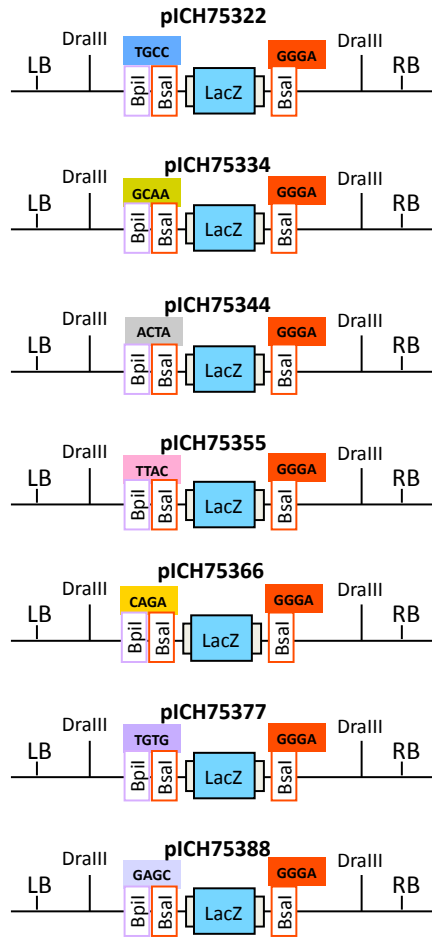 pICH75322
LB DraIII TGCC BpiI BsaI LacZ GGGA BsaI DraIII RB
pICH75334
LB DraIII GCAA BpiI BsaI LacZ GGGA BsaI DraIII RB
pICH75344
LB DraIII ACTA BpiI BsaI LacZ GGGA BsaI DraIII RB
pICH75355
LB DraIII TTAC BpiI BsaI LacZ GGGA BsaI DraIII RB
pICH75366
LB DraIII CAGA BpiI BsaI LacZ GGGA BsaI DraIII RB
pICH75377
LB DraIII TGTG BpiI BsaI LacZ GGGA BsaI DraIII RB
pICH75388
LB DraIII GAGC BpiI BsaI LacZ GGGA BsaI DraIII RB